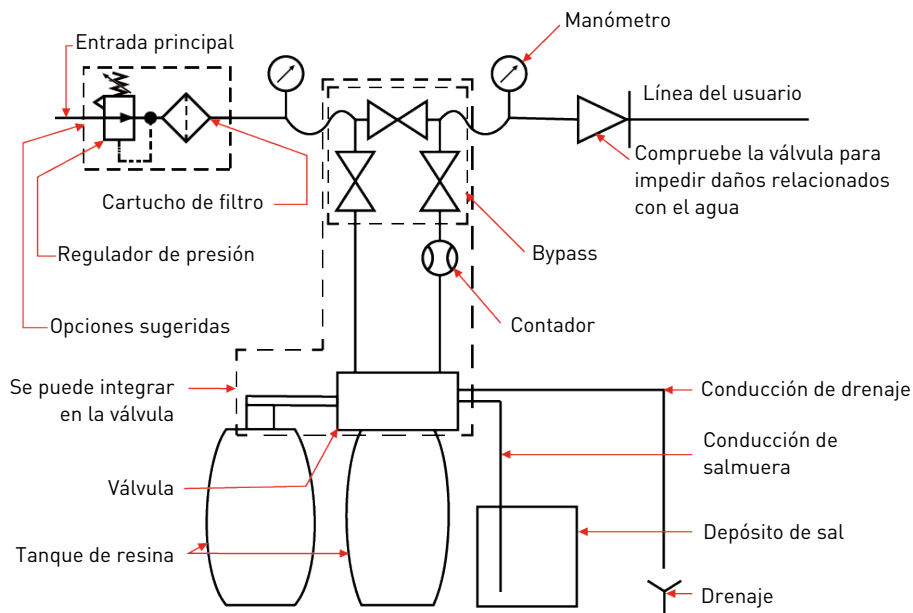 Manómetro
Entrada principal
Línea del usuario
Compruebe la válvula para
impedir daños relacionados
con el agua
Cartucho de filtro
Regulador de presión
Bypass
Opciones sugeridas
Contador
Se puede integrar
en la válvula
Conducción de drenaje
Conducción de
salmuera
Válvula
Depósito de sal
Tanque de resina
Drenaje